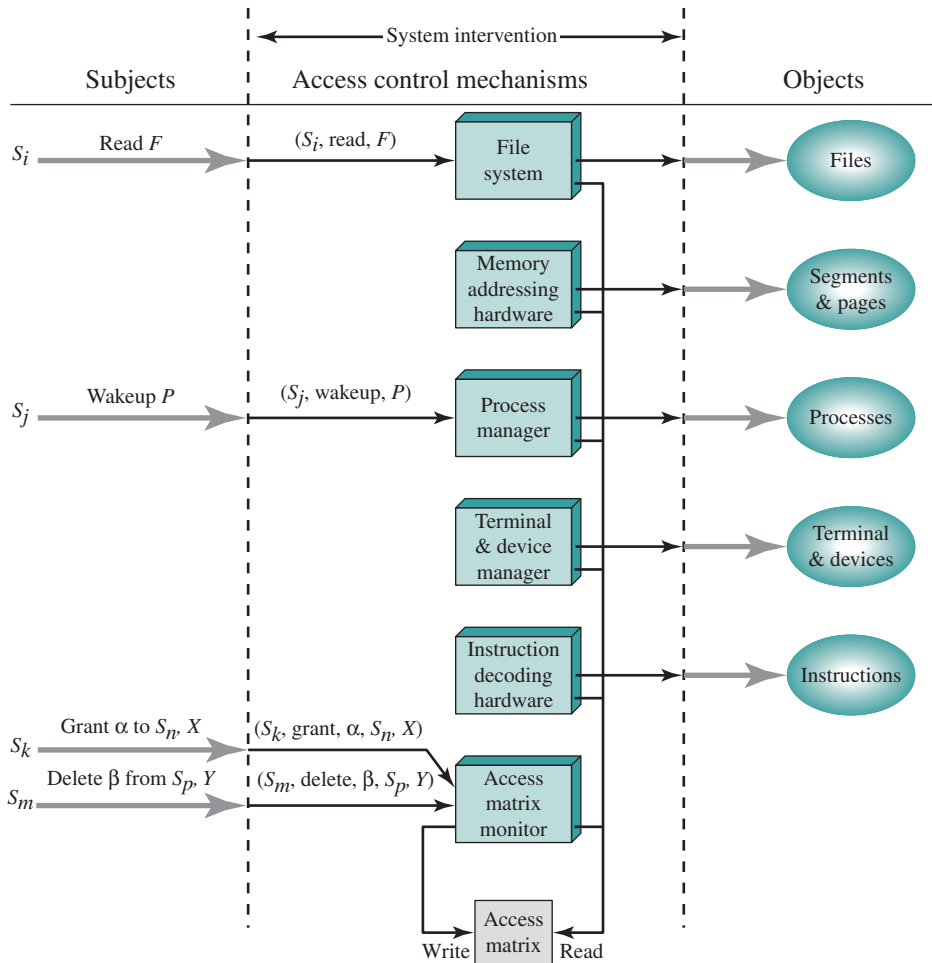 System intervention
Subjects
Access control mechanisms
Objects
Sᵢ
Read F
(Sᵢ, read, F)
File
system
Files
Memory
addressing
hardware
Segments
& pages
Sⱼ
Wakeup P
(Sⱼ, wakeup, P)
Process
manager
Processes
Terminal
& device
manager
Terminal
& devices
Instruction
decoding
hardware
Instructions
Sₖ
Grant α to Sₙ, X
(Sₖ, grant, α, Sₙ, X)
Sₘ
Delete β from Sₚ, Y
(Sₘ, delete, β, Sₚ, Y)
Access
matrix
monitor
Write
Access
matrix
Read